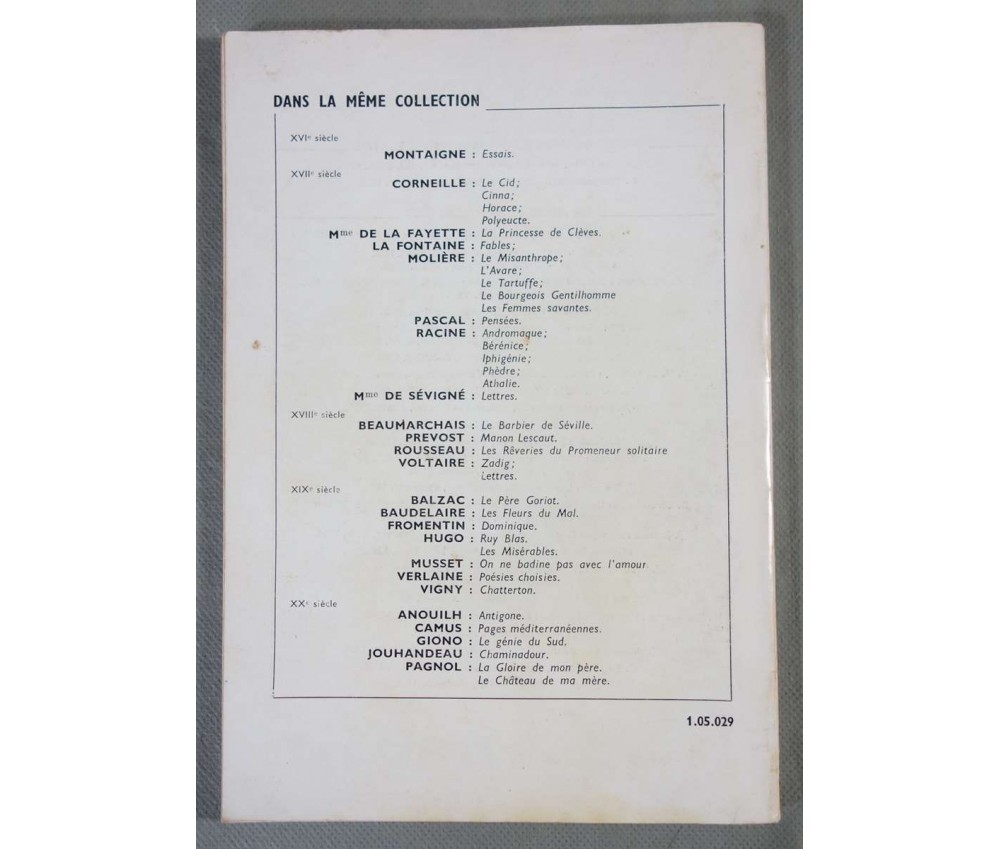 DANS LA MÊME COLLECTION
XVIe siècle
MONTAIGNE : Essais.
XVIIe siècle
CORNEILLE : Le Cid;
Cinna;
Horace;
Polyeucte.
Mme DE LA FAYETTE : La Princesse de Clèves.
LA FONTAINE : Fables;
MOLIÈRE : Le Misanthrope;
L'Avare;
Le Tartuffe;
Le Bourgeois Gentilhomme
Les Femmes savantes.
PASCAL : Pensées.
RACINE : Andromaque;
Bérénice;
Iphigénie;
Phèdre;
Athalie.
Mme DE SÉVIGNÉ : Lettres.
XVIIIe siècle
BEAUMARCHAIS : Le Barbier de Séville.
PREVOST : Manon Lescaut.
ROUSSEAU : Les Rêveries du Promeneur solitaire
VOLTAIRE : Zadig;
Lettres.
XIXe siècle
BALZAC : Le Père Goriot.
BAUDELAIRE : Les Fleurs du Mal.
FROMENTIN : Dominique.
HUGO : Ruy Blas.
Les Misérables.
MUSSET : On ne badine pas avec l'amour.
VERLAINE : Poésies choisies.
VIGNY : Chatterton.
XXe siècle
ANOUILH : Antigone.
CAMUS : Pages méditerranéennes.
GIONO : Le génie du Sud.
JOUHANDEAU : Chaminadour.
PAGNOL : La Gloire de mon père.
Le Château de ma mère.
1.05.029